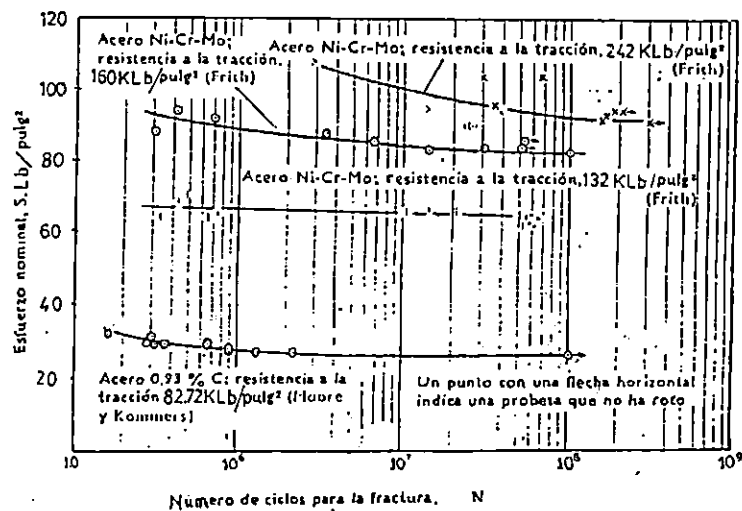 120
100
80
60
40
20
Esfuerzo nominal, S.Lb/pulg²
Acero Ni-Cr-Mo;
resistencia a la tracción,
160KLb/pulg² (Frith)
Acero Ni-Cr-Mo; resistencia a la tracción, 242 KLb/pulg²
(Frith)
Acero Ni-Cr-Mo; resistencia a la tracción, 132 KLb/pulg²
(Frith)
Acero 0,93 % C; resistencia a la
tracción 82.72KLb/pulg² (Moore
y Kommers)
Un punto con una flecha horizontal
indica una probeta que no ha roto
10 10⁶ 10⁷ 10⁸ 10⁹
Número de ciclos para la fractura, N